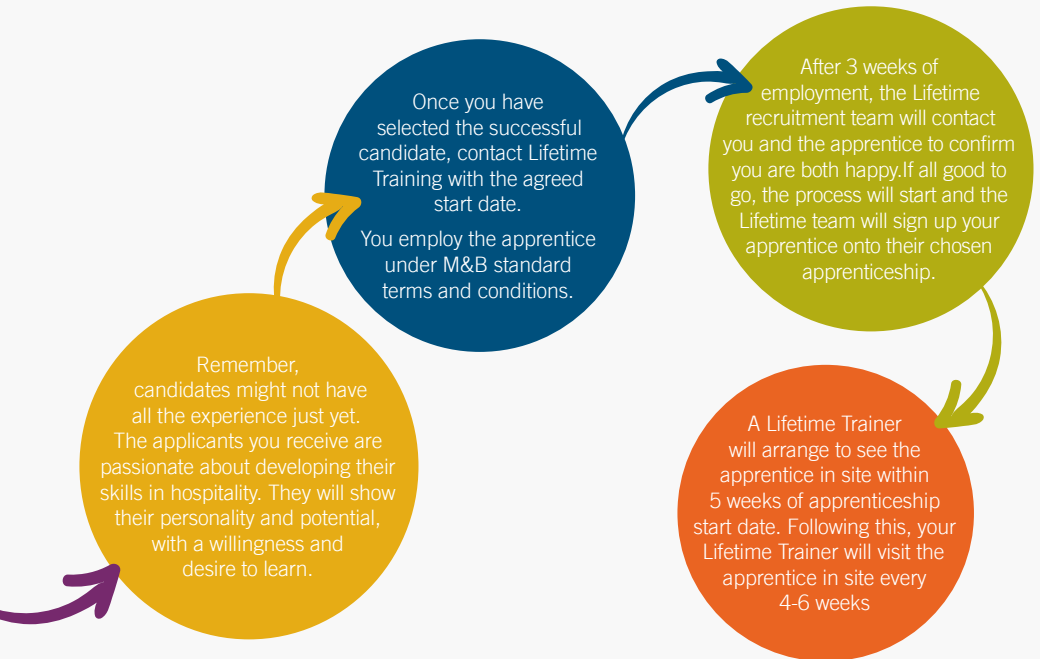 Remember,
candidates might not have
all the experience just yet.
The applicants you receive are
passionate about developing their
skills in hospitality. They will show
their personality and potential,
with a willingness and
desire to learn.
Once you have
selected the successful
candidate, contact Lifetime
Training with the agreed
start date.
You employ the apprentice
under M&B standard
terms and conditions.
After 3 weeks of
employment, the Lifetime
recruitment team will contact
you and the apprentice to confirm
you are both happy.If all good to
go, the process will start and the
Lifetime team will sign up your
apprentice onto their chosen
apprenticeship.
A Lifetime Trainer
will arrange to see the
apprentice in site within
5 weeks of apprenticeship
start date. Following this, your
Lifetime Trainer will visit the
apprentice in site every
4-6 weeks